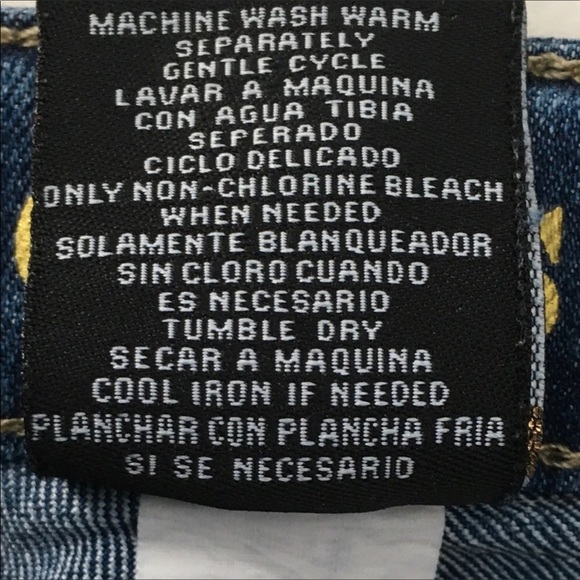 MACHINE WASH WARM
SEPARATELY
GENTLE CYCLE
LAVAR A MAQUINA
CON AGUA TIBIA
SEPERADO
CICLO DELICADO
ONLY NON-CHLORINE BLEACH
WHEN NEEDED
SOLAMENTE BLANQUEADOR
SIN CLORO CUANDO
ES NECESARIO
TUMBLE DRY
SECAR A MAQUINA
COOL IRON IF NEEDED
PLANCHAR CON PLANCHA FRIA
SI SE NECESARIO